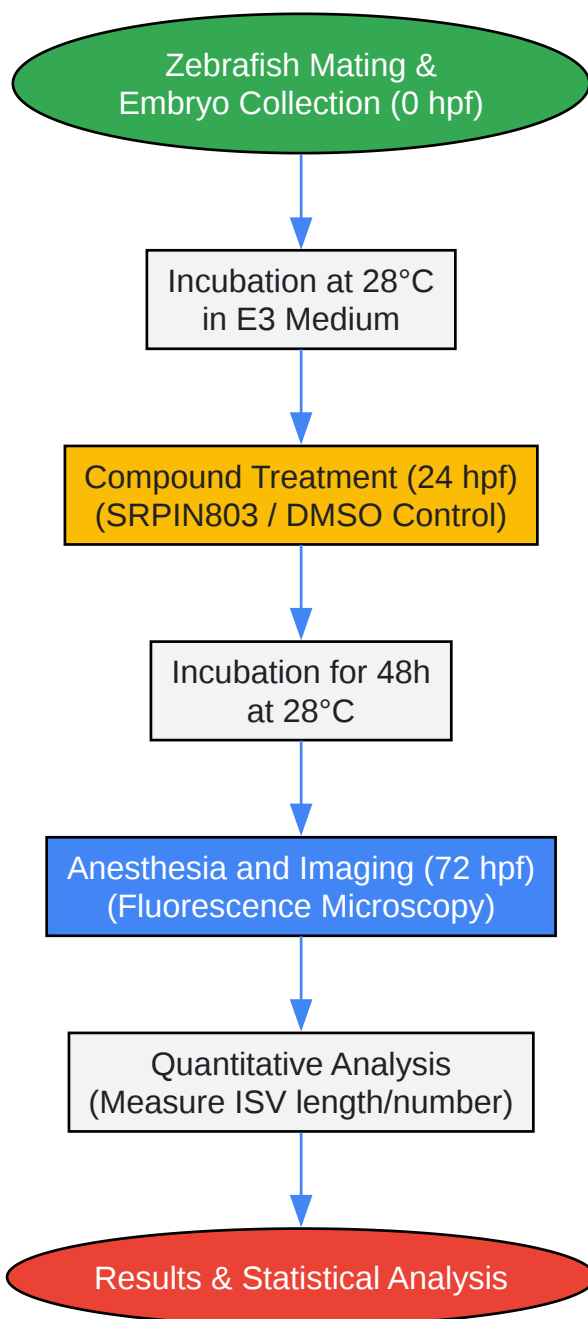 Zebrafish Mating &
Embryo Collection (0 hpf)
Incubation at 28°C
in E3 Medium
Compound Treatment (24 hpf)
(SRPIN803 / DMSO Control)
Incubation for 48h
at 28°C
Anesthesia and Imaging (72 hpf)
(Fluorescence Microscopy)
Quantitative Analysis
(Measure ISV length/number)
Results & Statistical Analysis